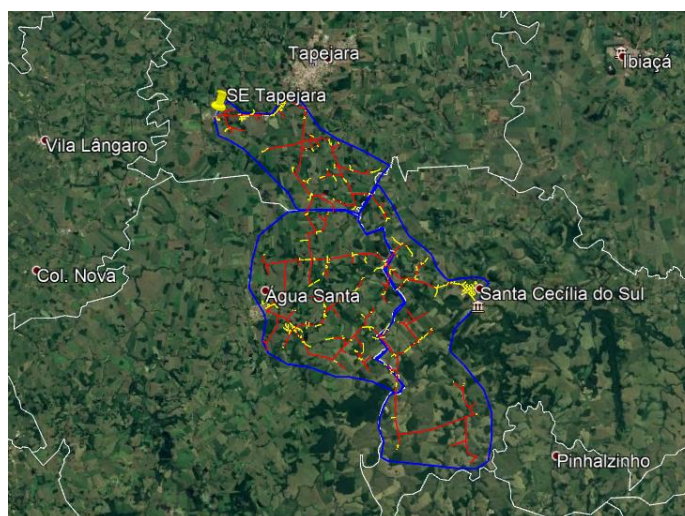 Tapejara
Ibiaçá
SE Tapejara
Vila Lângaro
Col. Nova
Água Santa
Santa Cecília do Sul
Pinhalzinho